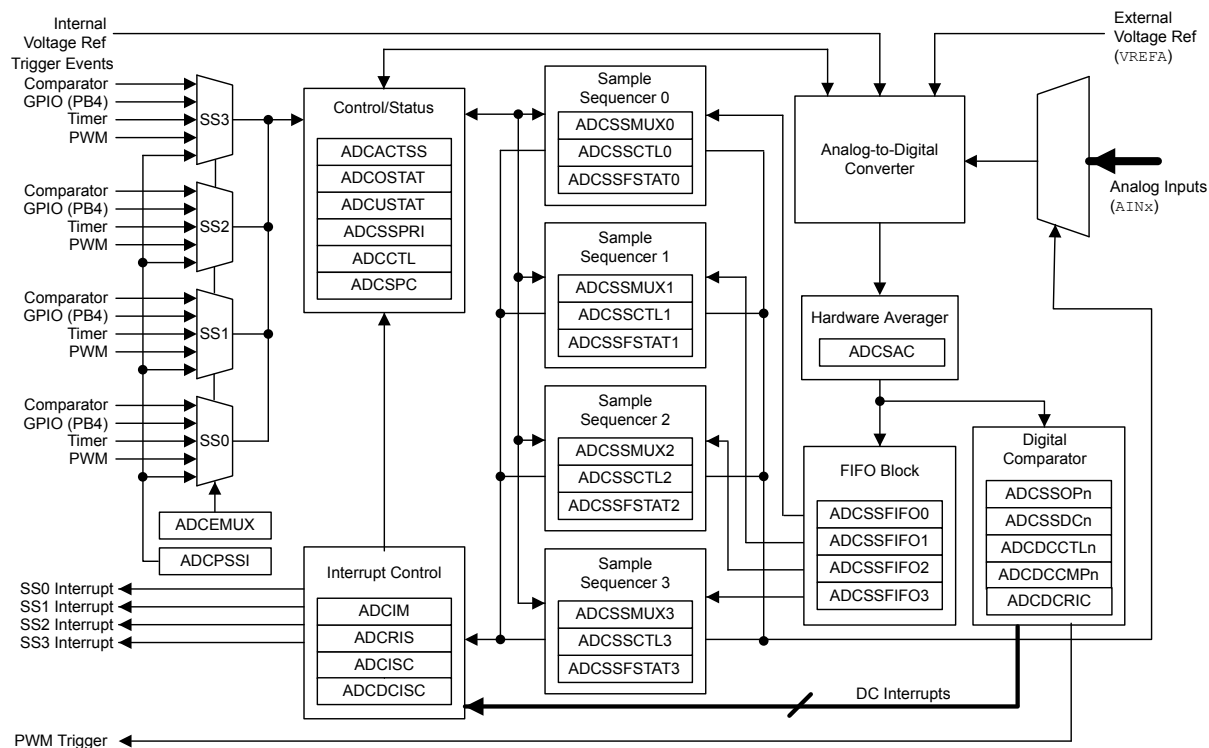 Internal
Voltage Ref
External
Voltage Ref
(VREFA)
Trigger Events
Comparator
GPIO (PB4)
Timer
PWM
SS3
Comparator
GPIO (PB4)
Timer
PWM
SS2
Comparator
GPIO (PB4)
Timer
PWM
SS1
Comparator
GPIO (PB4)
Timer
PWM
SS0
ADCEMUX
ADCPSSI
Control/Status
ADCACTSS
ADCOSTAT
ADCUSTAT
ADCSSPRI
ADCCTL
ADCSPC
Sample
Sequencer 0
ADCSSMUX0
ADCSSCTL0
ADCSSFSTAT0
Sample
Sequencer 1
ADCSSMUX1
ADCSSCTL1
ADCSSFSTAT1
Sample
Sequencer 2
ADCSSMUX2
ADCSSCTL2
ADCSSFSTAT2
Sample
Sequencer 3
ADCSSMUX3
ADCSSCTL3
ADCSSFSTAT3
Analog-to-Digital
Converter
Analog Inputs
(AINx)
Hardware Averager
ADCSAC
FIFO Block
ADCSSFIFO0
ADCSSFIFO1
ADCSSFIFO2
ADCSSFIFO3
Digital
Comparator
ADCSSOPn
ADCSSDCn
ADCDCCTLn
ADCDCCMPn
ADCDCRIC
Interrupt Control
ADCIM
ADCRIS
ADCISC
ADCDCISC
SS0 Interrupt
SS1 Interrupt
SS2 Interrupt
SS3 Interrupt
DC Interrupts
PWM Trigger